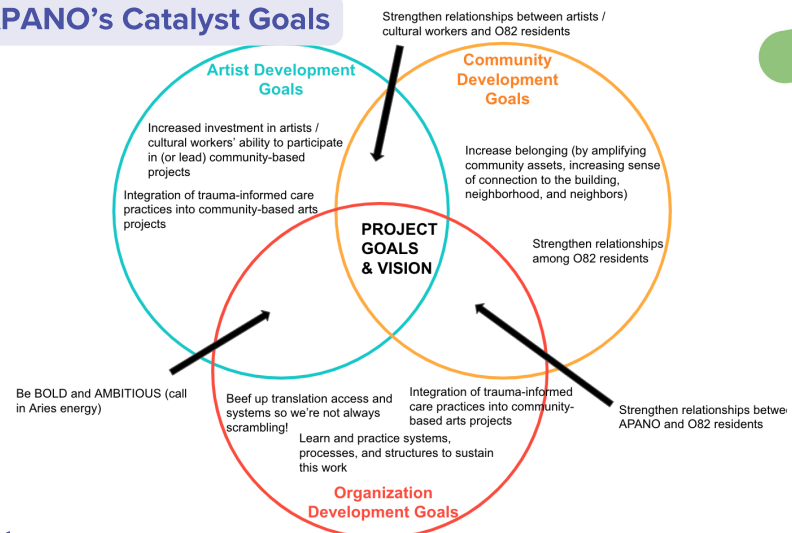 PANO’s Catalyst Goals
Strengthen relationships between artists /
cultural workers and O82 residents
Artist Development
Goals
Community
Development
Goals
Increased investment in artists /
cultural workers’ ability to participate
in (or lead) community-based
projects
Integration of trauma-informed care
practices into community-based arts
projects
Increase belonging (by amplifying
community assets, increasing sense
of connection to the building,
neighborhood, and neighbors)
Strengthen relationships
among O82 residents
PROJECT
GOALS
& VISION
Be BOLD and AMBITIOUS (call
in Aries energy)
Beef up translation access and
systems so we’re not always
scrambling!
Integration of trauma-informed
care practices into community-
based arts projects
Learn and practice systems,
processes, and structures to sustain
this work
Strengthen relationships betwe
APANO and O82 residents
Organization
Development Goals